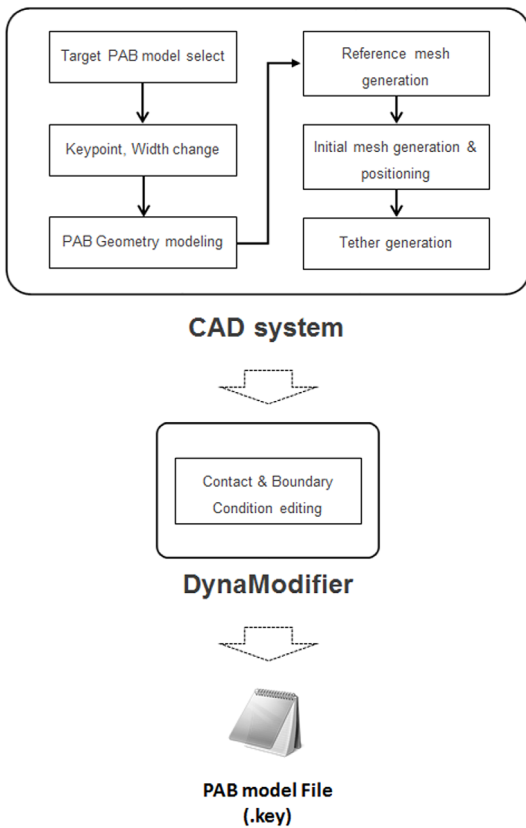 Target PAB model select
Keypoint, Width change
PAB Geometry modeling
Reference mesh
generation
Initial mesh generation &
positioning
Tether generation
CAD system
Contact & Boundary
Condition editing
DynaModifier
PAB model File
(.key)